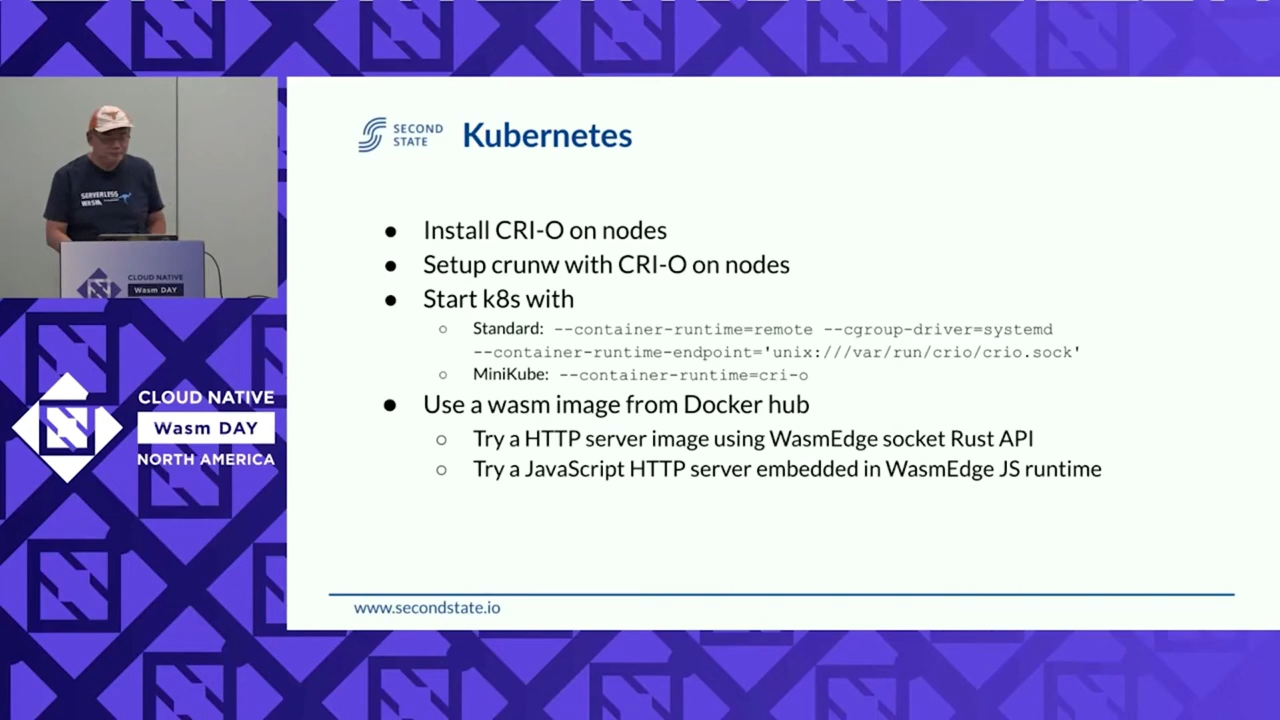 SECOND
STATE
Kubernetes
● Install CRI-O on nodes
● Setup crunw with CRI-O on nodes
● Start k8s with
○ Standard: --container-runtime=remote --cgroup-driver=systemd
--container-runtime-endpoint='unix:///var/run/crio/crio.sock'
○ MiniKube: --container-runtime=cri-o
● Use a wasm image from Docker hub
○ Try a HTTP server image using WasmEdge socket Rust API
○ Try a JavaScript HTTP server embedded in WasmEdge JS runtime
www.secondstate.io
SERVERLESS
WASM
CLOUD NATIVE
Wasm DAY
CLOUD NATIVE
Wasm DAY
NORTH AMERICA